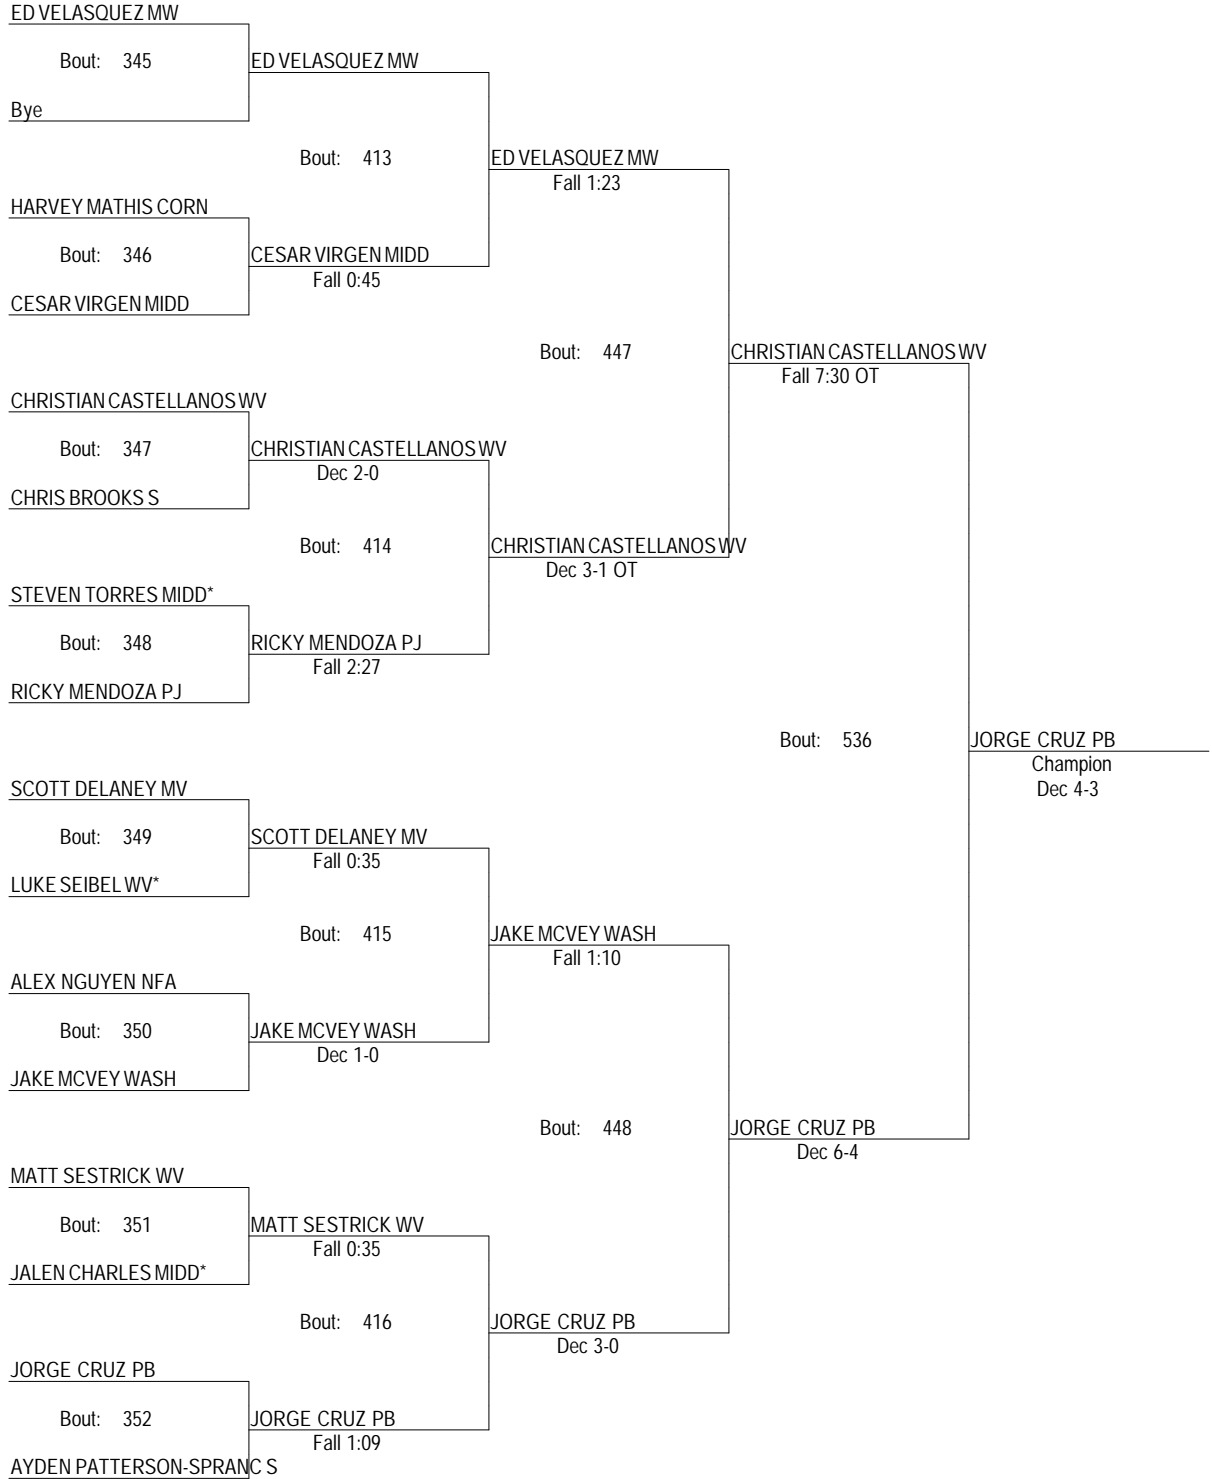 ED VELASQUEZ MW
Bout: 345
ED VELASQUEZ MW
Bye
Bout: 413
ED VELASQUEZ MW
Fall 1:23
HARVEY MATHIS CORN
Bout: 346
CESAR VIRGEN MIDD
Fall 0:45
CESAR VIRGEN MIDD
Bout: 447
CHRISTIAN CASTELLANOS WV
Fall 7:30 OT
CHRISTIAN CASTELLANOS WV
Bout: 347
CHRISTIAN CASTELLANOS WV
Dec 2-0
CHRIS BROOKS S
Bout: 414
CHRISTIAN CASTELLANOS WV
Dec 3-1 OT
STEVEN TORRES MIDD*
Bout: 348
RICKY MENDOZA PJ
Fall 2:27
RICKY MENDOZA PJ
Bout: 536
JORGE CRUZ PB
Champion
Dec 4-3
SCOTT DELANEY MV
Bout: 349
SCOTT DELANEY MV
Fall 0:35
LUKE SEIBEL WV*
Bout: 415
JAKE MCVEY WASH
Fall 1:10
ALEX NGUYEN NFA
Bout: 350
JAKE MCVEY WASH
Dec 1-0
JAKE MCVEY WASH
Bout: 448
JORGE CRUZ PB
Dec 6-4
MATT SESTRICK WV
Bout: 351
MATT SESTRICK WV
Fall 0:35
JALEN CHARLES MIDD*
Bout: 416
JORGE CRUZ PB
Dec 3-0
JORGE CRUZ PB
Bout: 352
JORGE CRUZ PB
Fall 1:09
AYDEN PATTERSON-SPRANC S